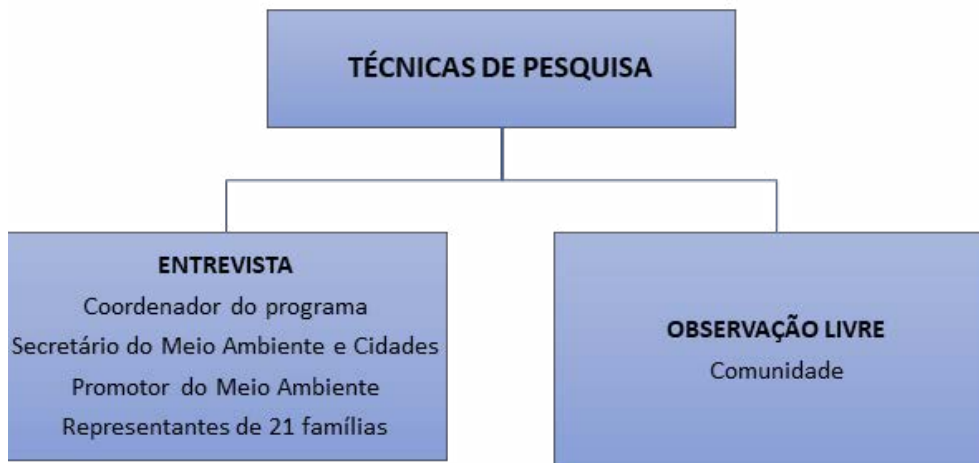 TÉCNICAS DE PESQUISA
ENTREVISTA
Coordenador do programa
Secretário do Meio Ambiente e Cidades
Promotor do Meio Ambiente
Representantes de 21 famílias
OBSERVAÇÃO LIVRE
Comunidade